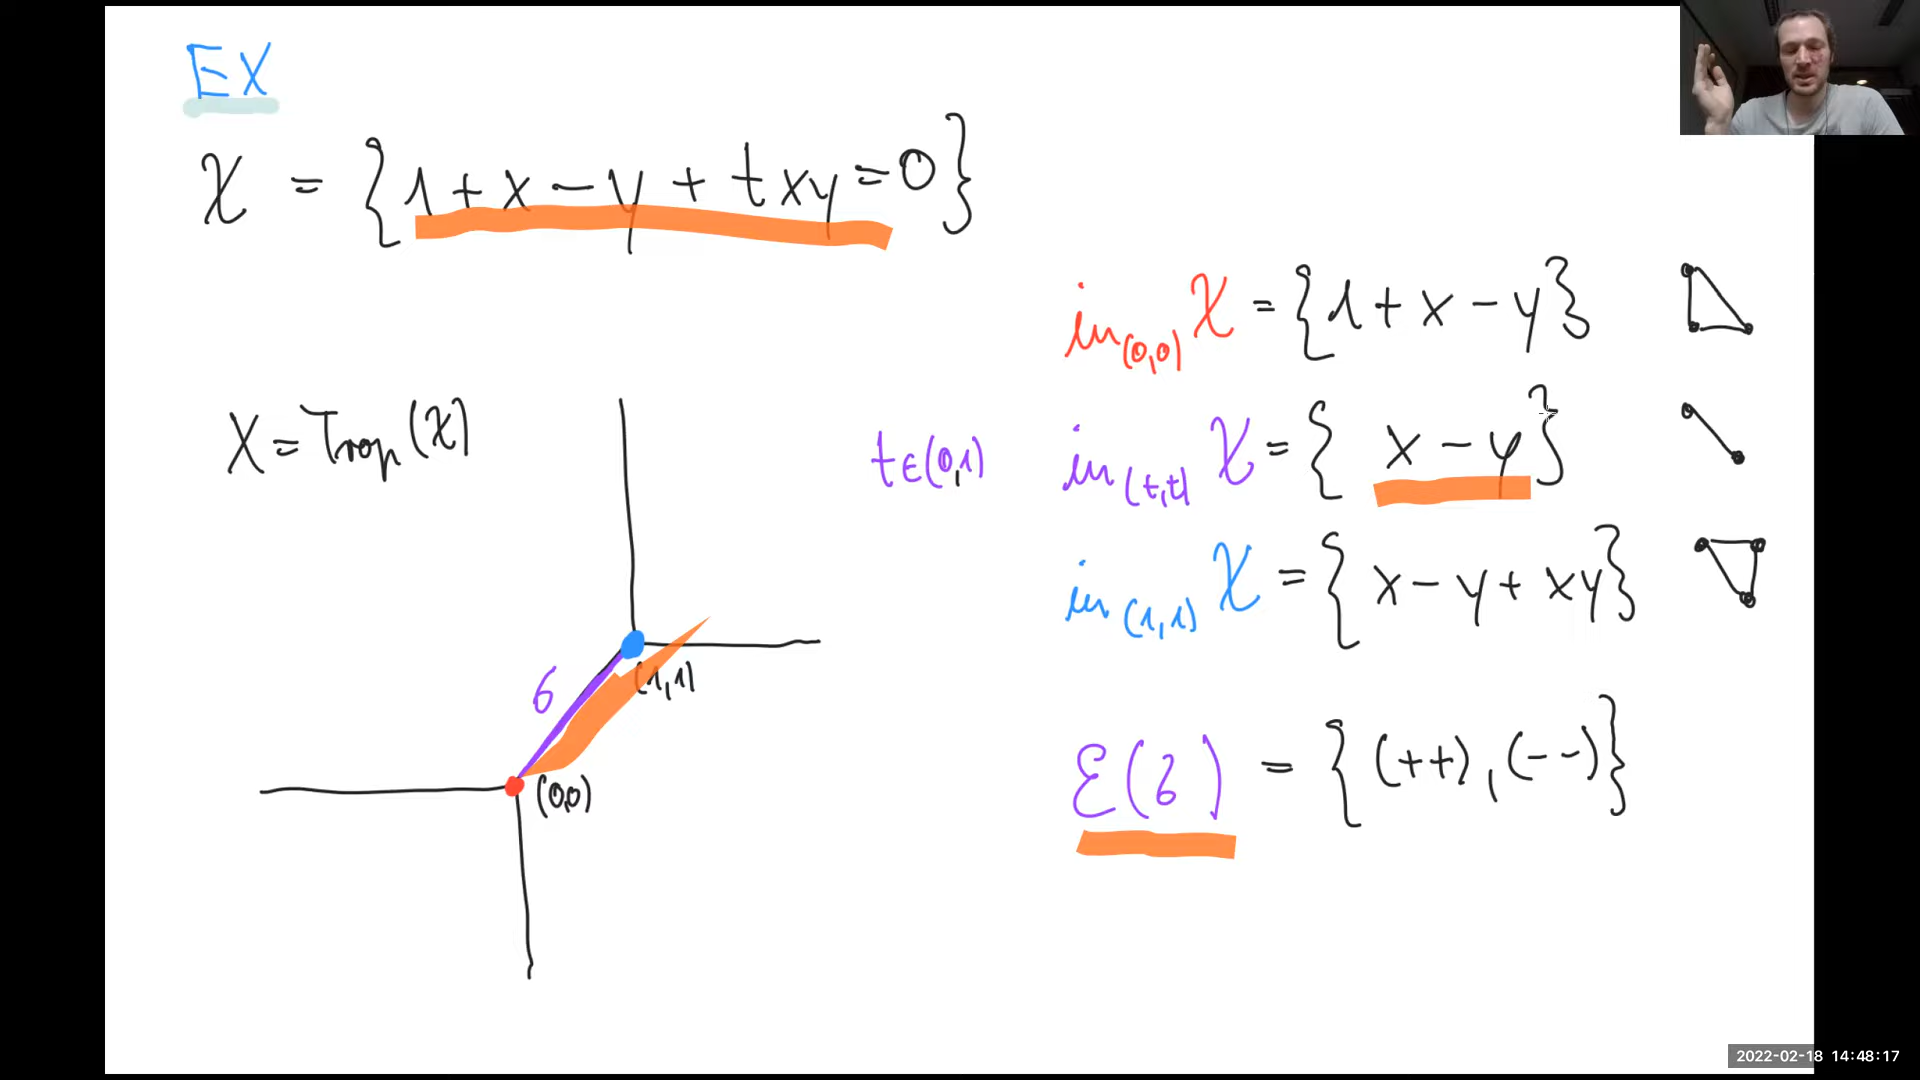 EX
X = {1 + x - y + txy = 0}
in(0,0) X = {1 + x - y}
X = Trop(X)
t∈(0,1) in(t,t) X = { x - y}
in(1,1) X = {x - y + xy}
6
(1,1)
(0,0)
E(6) = {(++), (--)}
2022-02-18 14:48:17